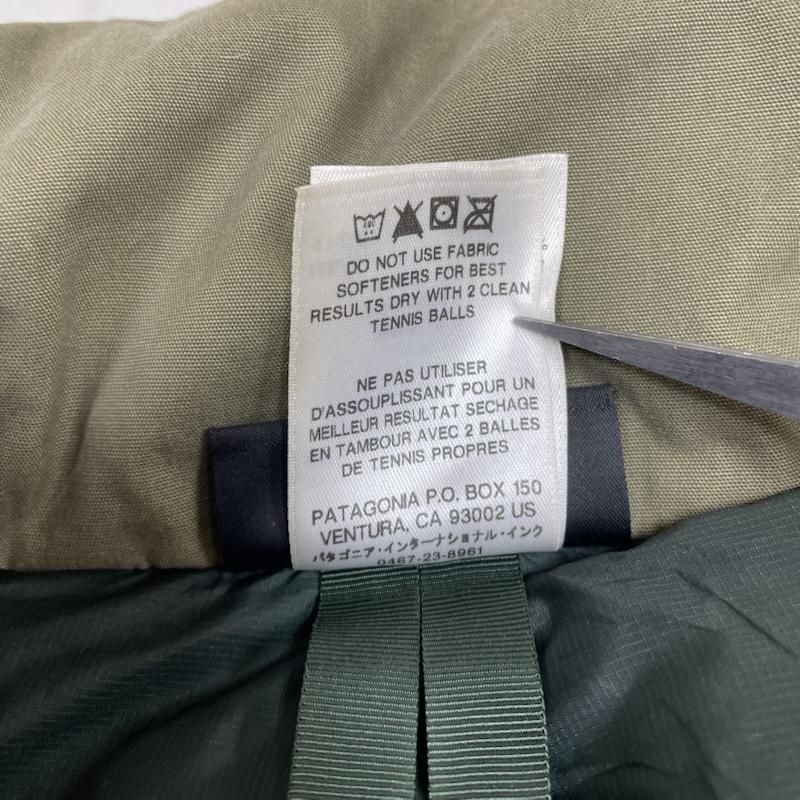 DO NOT USE FABRIC
SOFTENERS FOR BEST
RESULTS DRY WITH 2 CLEAN
TENNIS BALLS
NE PAS UTILISER
D'ASSOUPLISSANT POUR UN
MEILLEUR RESULTAT SECHAGE
EN TAMBOUR AVEC 2 BALLES
DE TENNIS PROPRES
PATAGONIA P.O. BOX 150
VENTURA, CA 93002 US
パタゴニア・インターナショナル・インク
0467-23-8961